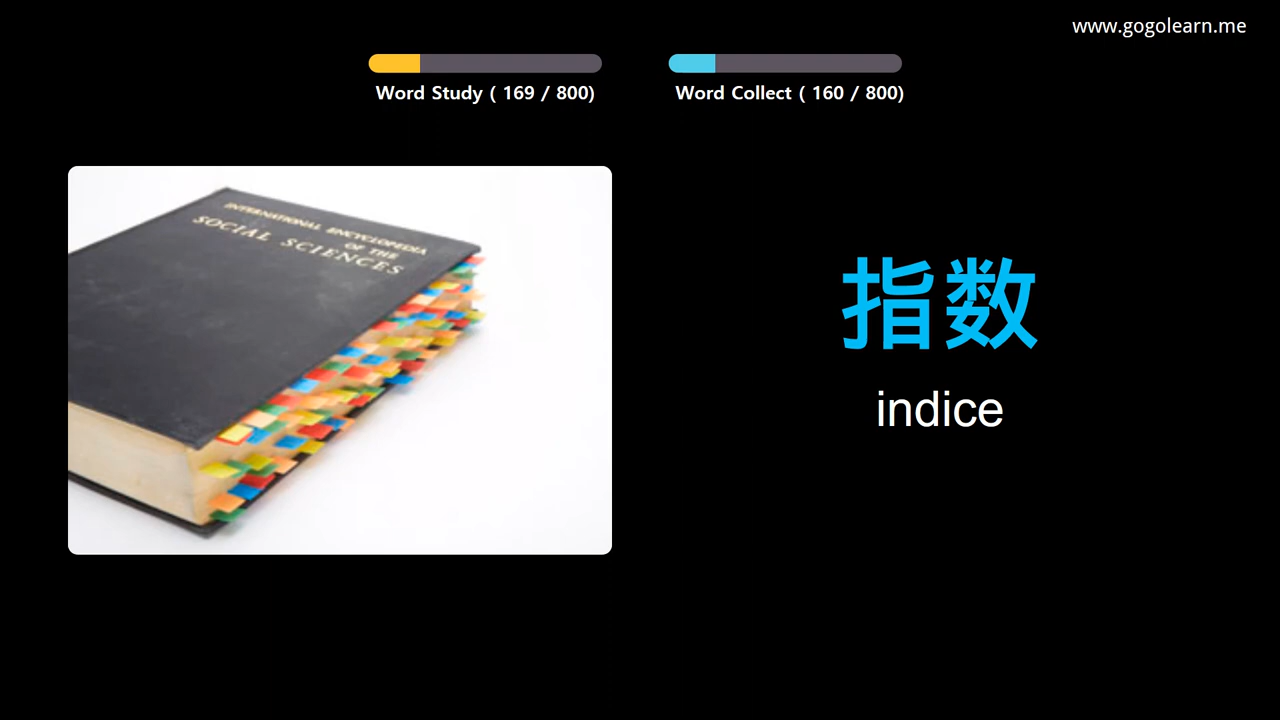 www.gogolearn.me
Word Study ( 169 / 800)
Word Collect ( 160 / 800)
INTERNATIONAL ENCYCLOPEDIA
OF THE
SOCIAL SCIENCES
指数
indice